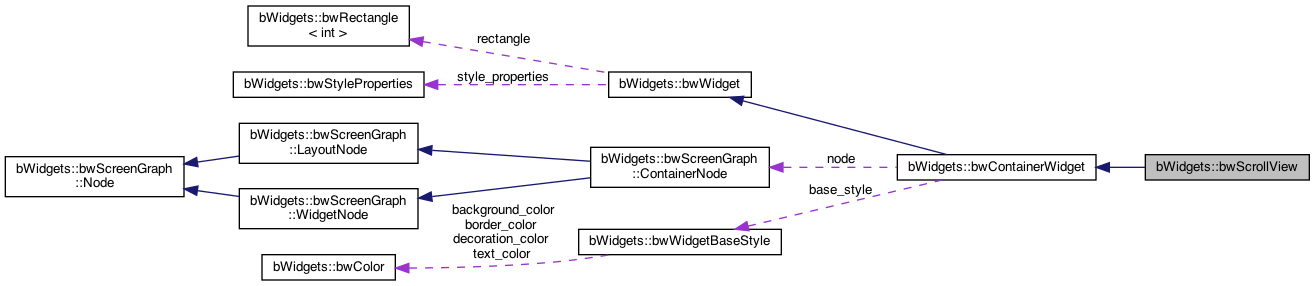 bWidgets::bwRectangle
< int >
rectangle
bWidgets::bwStyleProperties
style_properties
bWidgets::bwWidget
bWidgets::bwScreenGraph
::LayoutNode
bWidgets::bwScreenGraph
::Node
bWidgets::bwScreenGraph
::ContainerNode
node
bWidgets::bwContainerWidget
bWidgets::bwScrollView
bWidgets::bwScreenGraph
::WidgetNode
base_style
background_color
border_color
decoration_color
text_color
bWidgets::bwWidgetBaseStyle
bWidgets::bwColor